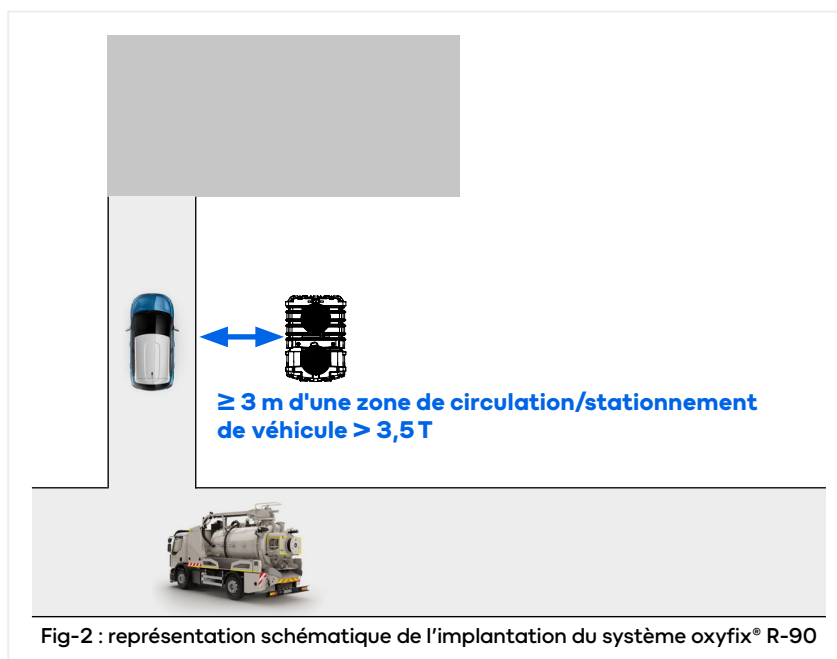 ≥ 3 m d'une zone de circulation/stationnement
de véhicule > 3,5 T
Fig-2 : représentation schématique de l'implantation du système oxyfix® R-90